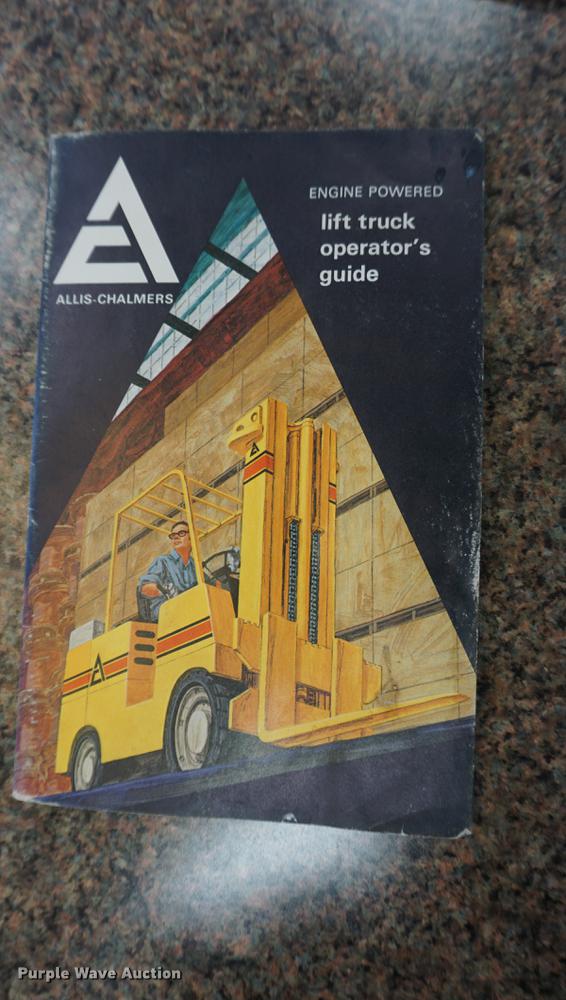 ALLIS-CHALMERS
ENGINE POWERED
lift truck
operator's
guide
Purple Wave Auction